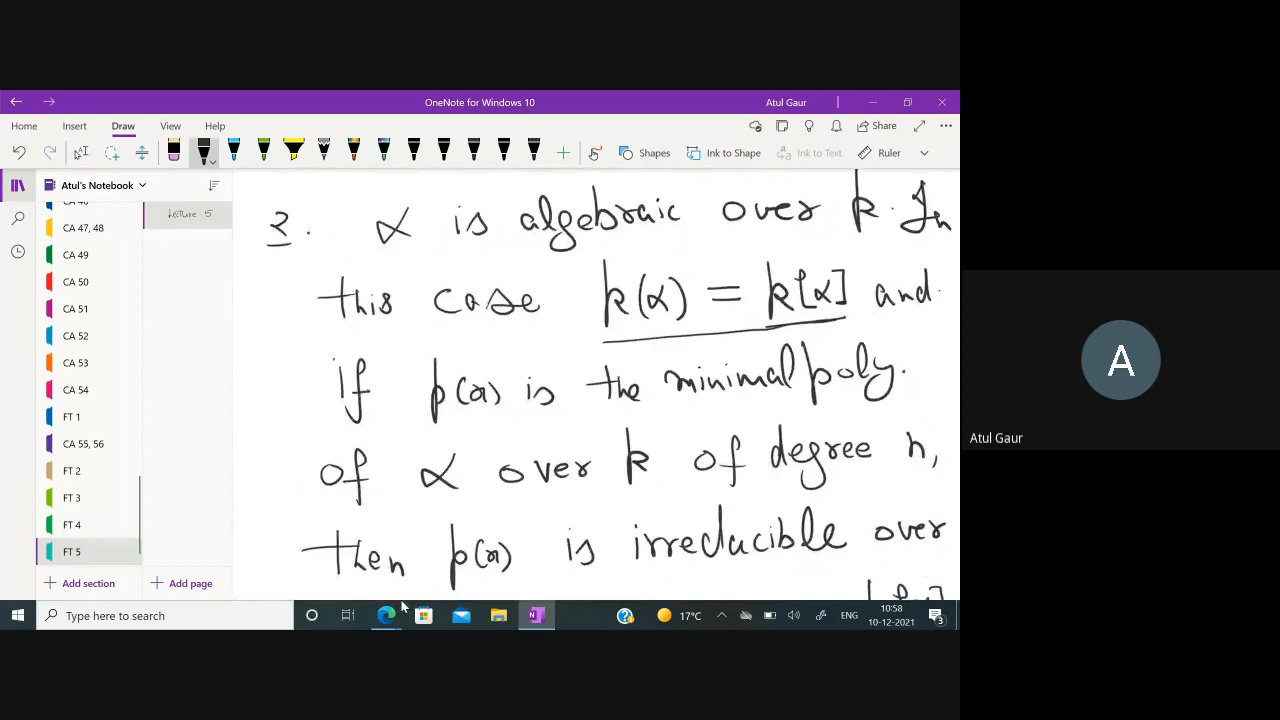 OneNote for Windows 10
Atul Gaur
Home Insert Draw View Help
Share
Shapes
Ink to Shape
Ink to Text
Ruler
Atul's Notebook
Lecture - 5
CA 47, 48
CA 49
CA 50
CA 51
CA 52
CA 53
CA 54
FT 1
CA 55, 56
FT 2
FT 3
FT 4
FT 5
Add section
Add page
2. α is algebraic over k. In
this case k(α) = k[α] and
if p(x) is the minimal poly.
of α over k of degree n,
then p(x) is irreducible over
A
Atul Gaur
Type here to search
17°C
ENG
10:58
10-12-2021
3